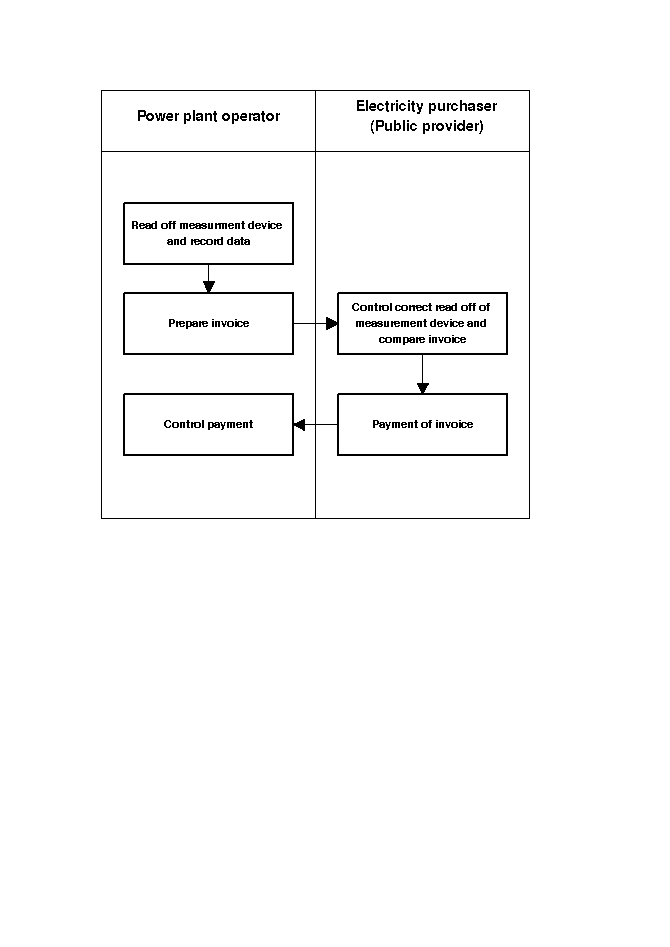 Power plant operator
Electricity purchaser
(Public provider)
Read off measurment device
and record data
Prepare invoice
Control correct read off of
measurement device and
compare invoice
Control payment
Payment of invoice